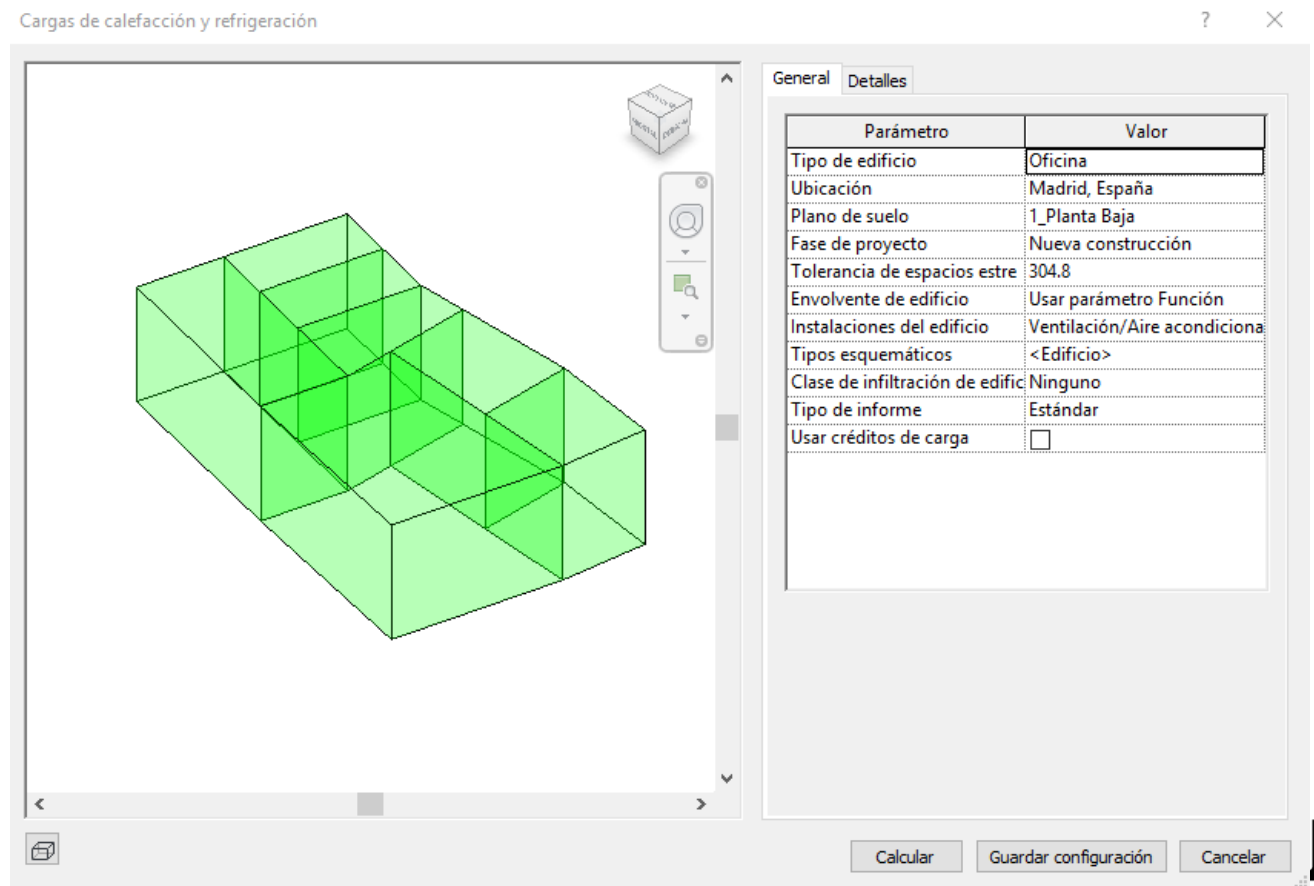 Cargas de calefacción y refrigeración
General Detalles
Parámetro Valor
Tipo de edificio Oficina
Ubicación Madrid, España
Plano de suelo 1_Planta Baja
Fase de proyecto Nueva construcción
Tolerancia de espacios estre 304.8
Envolvente de edificio Usar parámetro Función
Instalaciones del edificio Ventilación/Aire acondiciona
Tipos esquemáticos <Edificio>
Clase de infiltración de edific Ninguno
Tipo de informe Estándar
Usar créditos de carga
Calcular Guardar configuración Cancelar